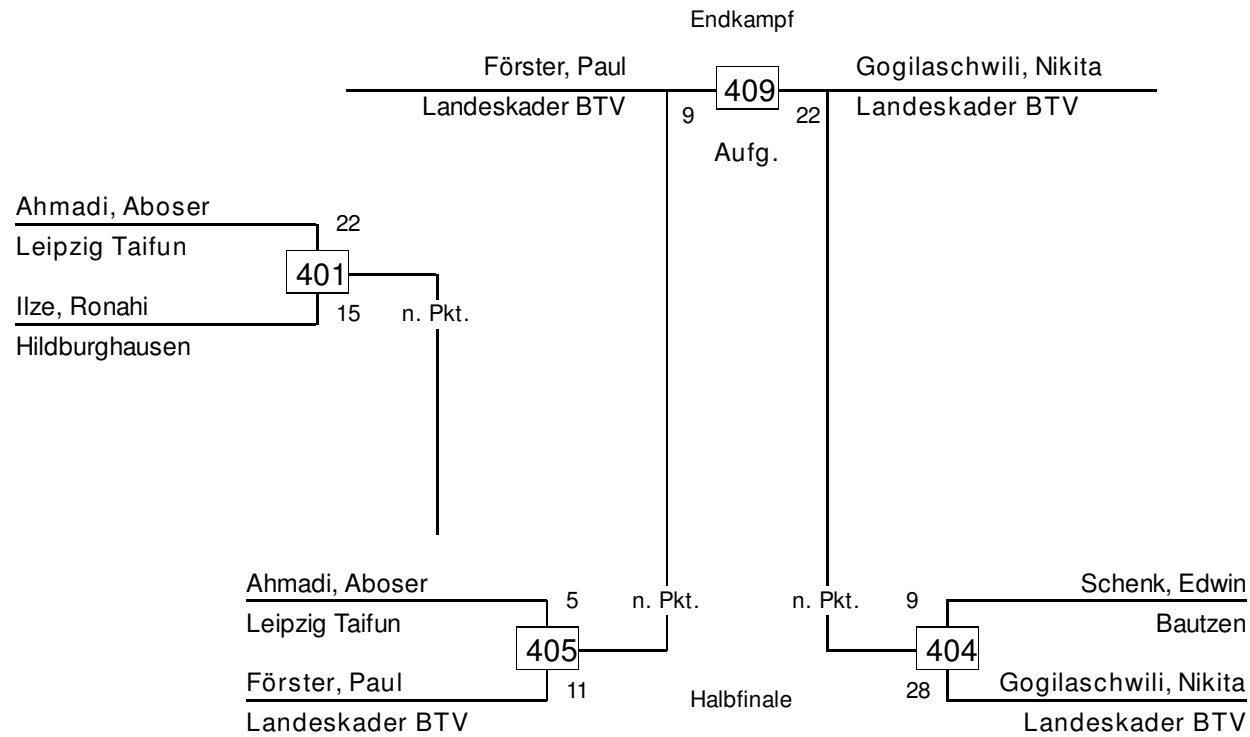 Endkampf
Förster, Paul
Gogilaschwili, Nikita
409
Landeskader BTV
9
22
Landeskader BTV
Aufg.
Ahmadi, Aboser
22
Leipzig Taifun
401
Ilze, Ronahi
15
n. Pkt.
Hildburghausen
Ahmadi, Aboser
5
n. Pkt.
n. Pkt.
9
Schenk, Edwin
Leipzig Taifun
Bautzen
405
404
Förster, Paul
11
Halbfinale
28
Gogilaschwili, Nikita
Landeskader BTV
Landeskader BTV